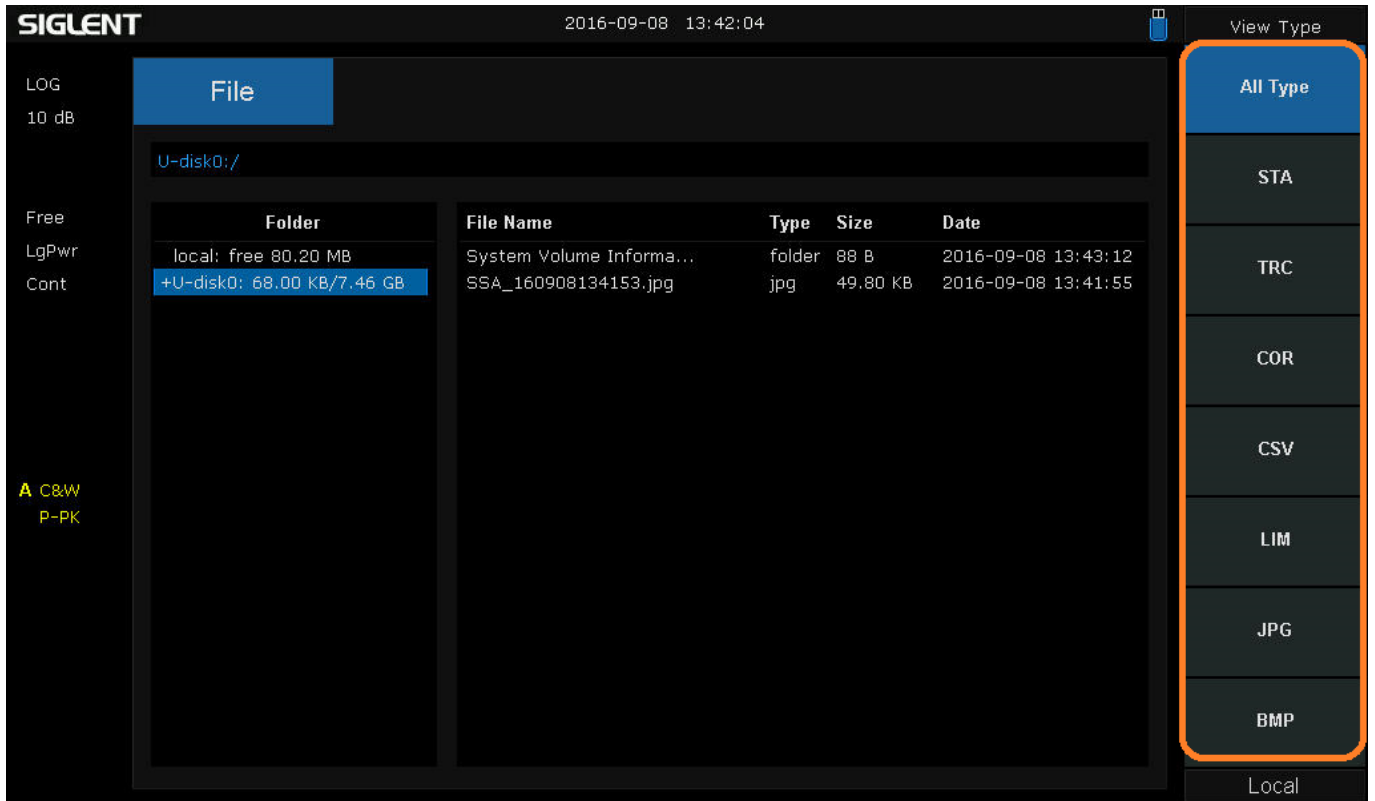 SIGLENT 2016-09-08 13:42:04 View Type
LOG
10 dB
File
All Type
U-disk0:/
STA
Free
LgPwr
Cont
Folder
local: free 80.20 MB
+U-disk0: 68.00 KB/7.46 GB
File Name Type Size Date
System Volume Informa... folder 88 B 2016-09-08 13:43:12
SSA_160908134153.jpg jpg 49.80 KB 2016-09-08 13:41:55
TRC
COR
CSV
A C&W
P-PK
LIM
JPG
BMP
Local